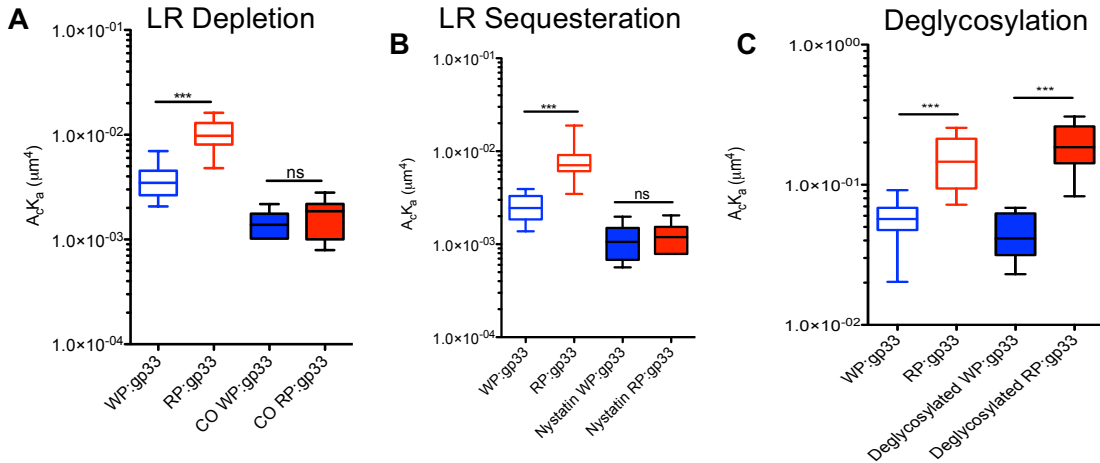 A LR Depletion
1.0×10⁻⁰¹
1.0×10⁻⁰²
1.0×10⁻⁰³
1.0×10⁻⁰⁴
AcKa (μm⁴)
***
ns
WP:gp33
RP:gp33
CO WP:gp33
CO RP:gp33
B LR Sequesteration
1.0×10⁻⁰¹
1.0×10⁻⁰²
1.0×10⁻⁰³
1.0×10⁻⁰⁴
AcKa (μm⁴)
***
ns
WP:gp33
RP:gp33
Nystatin WP:gp33
Nystatin RP:gp33
C Deglycosylation
1.0×10⁰⁰
1.0×10⁻⁰¹
1.0×10⁻⁰²
AcKa (μm⁴)
***
***
WP:gp33
RP:gp33
Deglycosylated WP:gp33
Deglycosylated RP:gp33